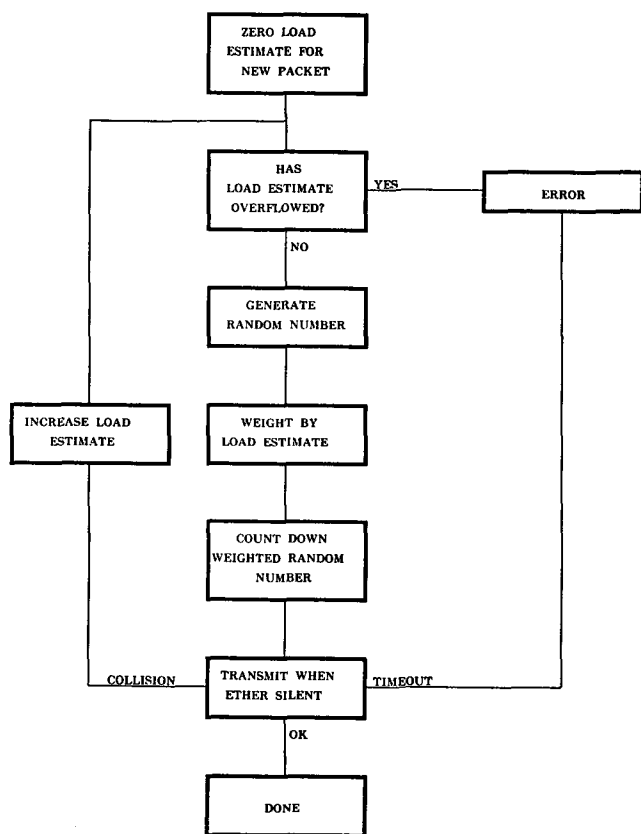 ZERO LOAD
ESTIMATE FOR
NEW PACKET
HAS
LOAD ESTIMATE
OVERFLOWED?
YES
ERROR
NO
GENERATE
RANDOM NUMBER
INCREASE LOAD
ESTIMATE
WEIGHT BY
LOAD ESTIMATE
COUNT DOWN
WEIGHTED RANDOM
NUMBER
COLLISION
TRANSMIT WHEN
ETHER SILENT
TIMEOUT
OK
DONE